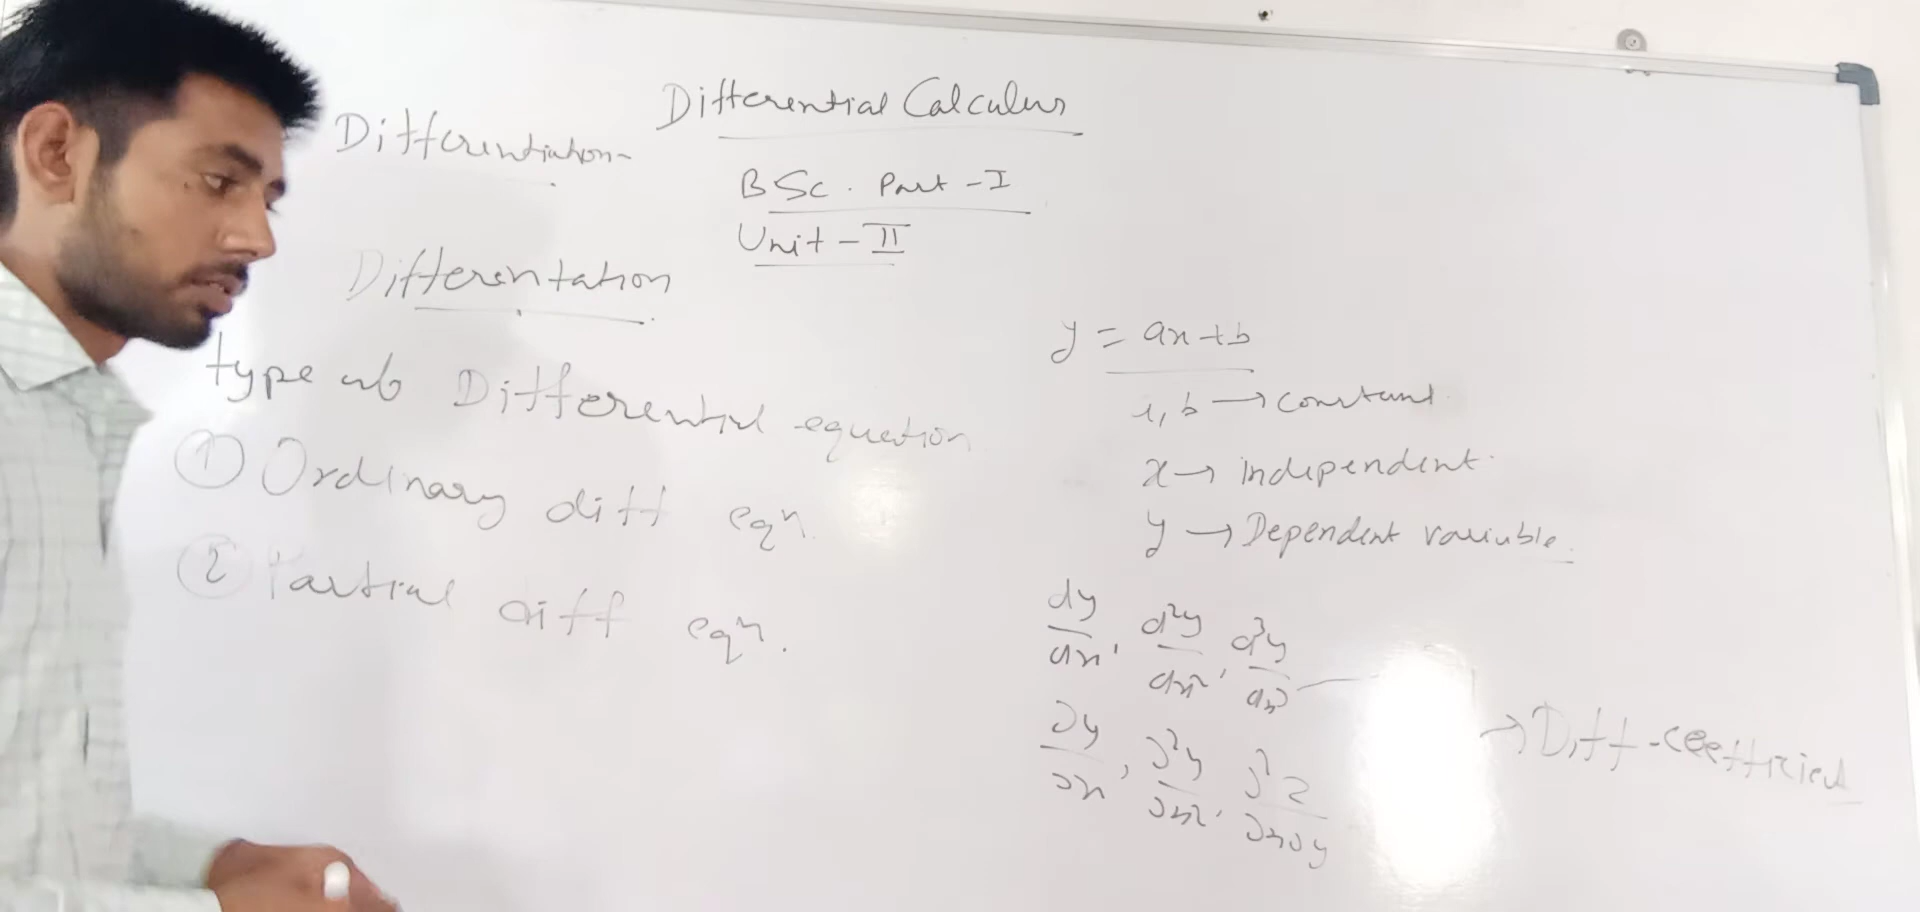 Differential Calculus
Differentiation-
BSc. Part-I
Unit-II
Differentation
type of Differential equation
① Ordinary diff eqn.
② Partial diff eqn.
y = ax+b
a, b → constant.
x → independent.
y → Dependent variable.
dy/dx, d²y/dx², d³y/dx³
∂y/∂x, ∂²y/∂x², ∂²z/∂x∂y
→ Diff-coefficient